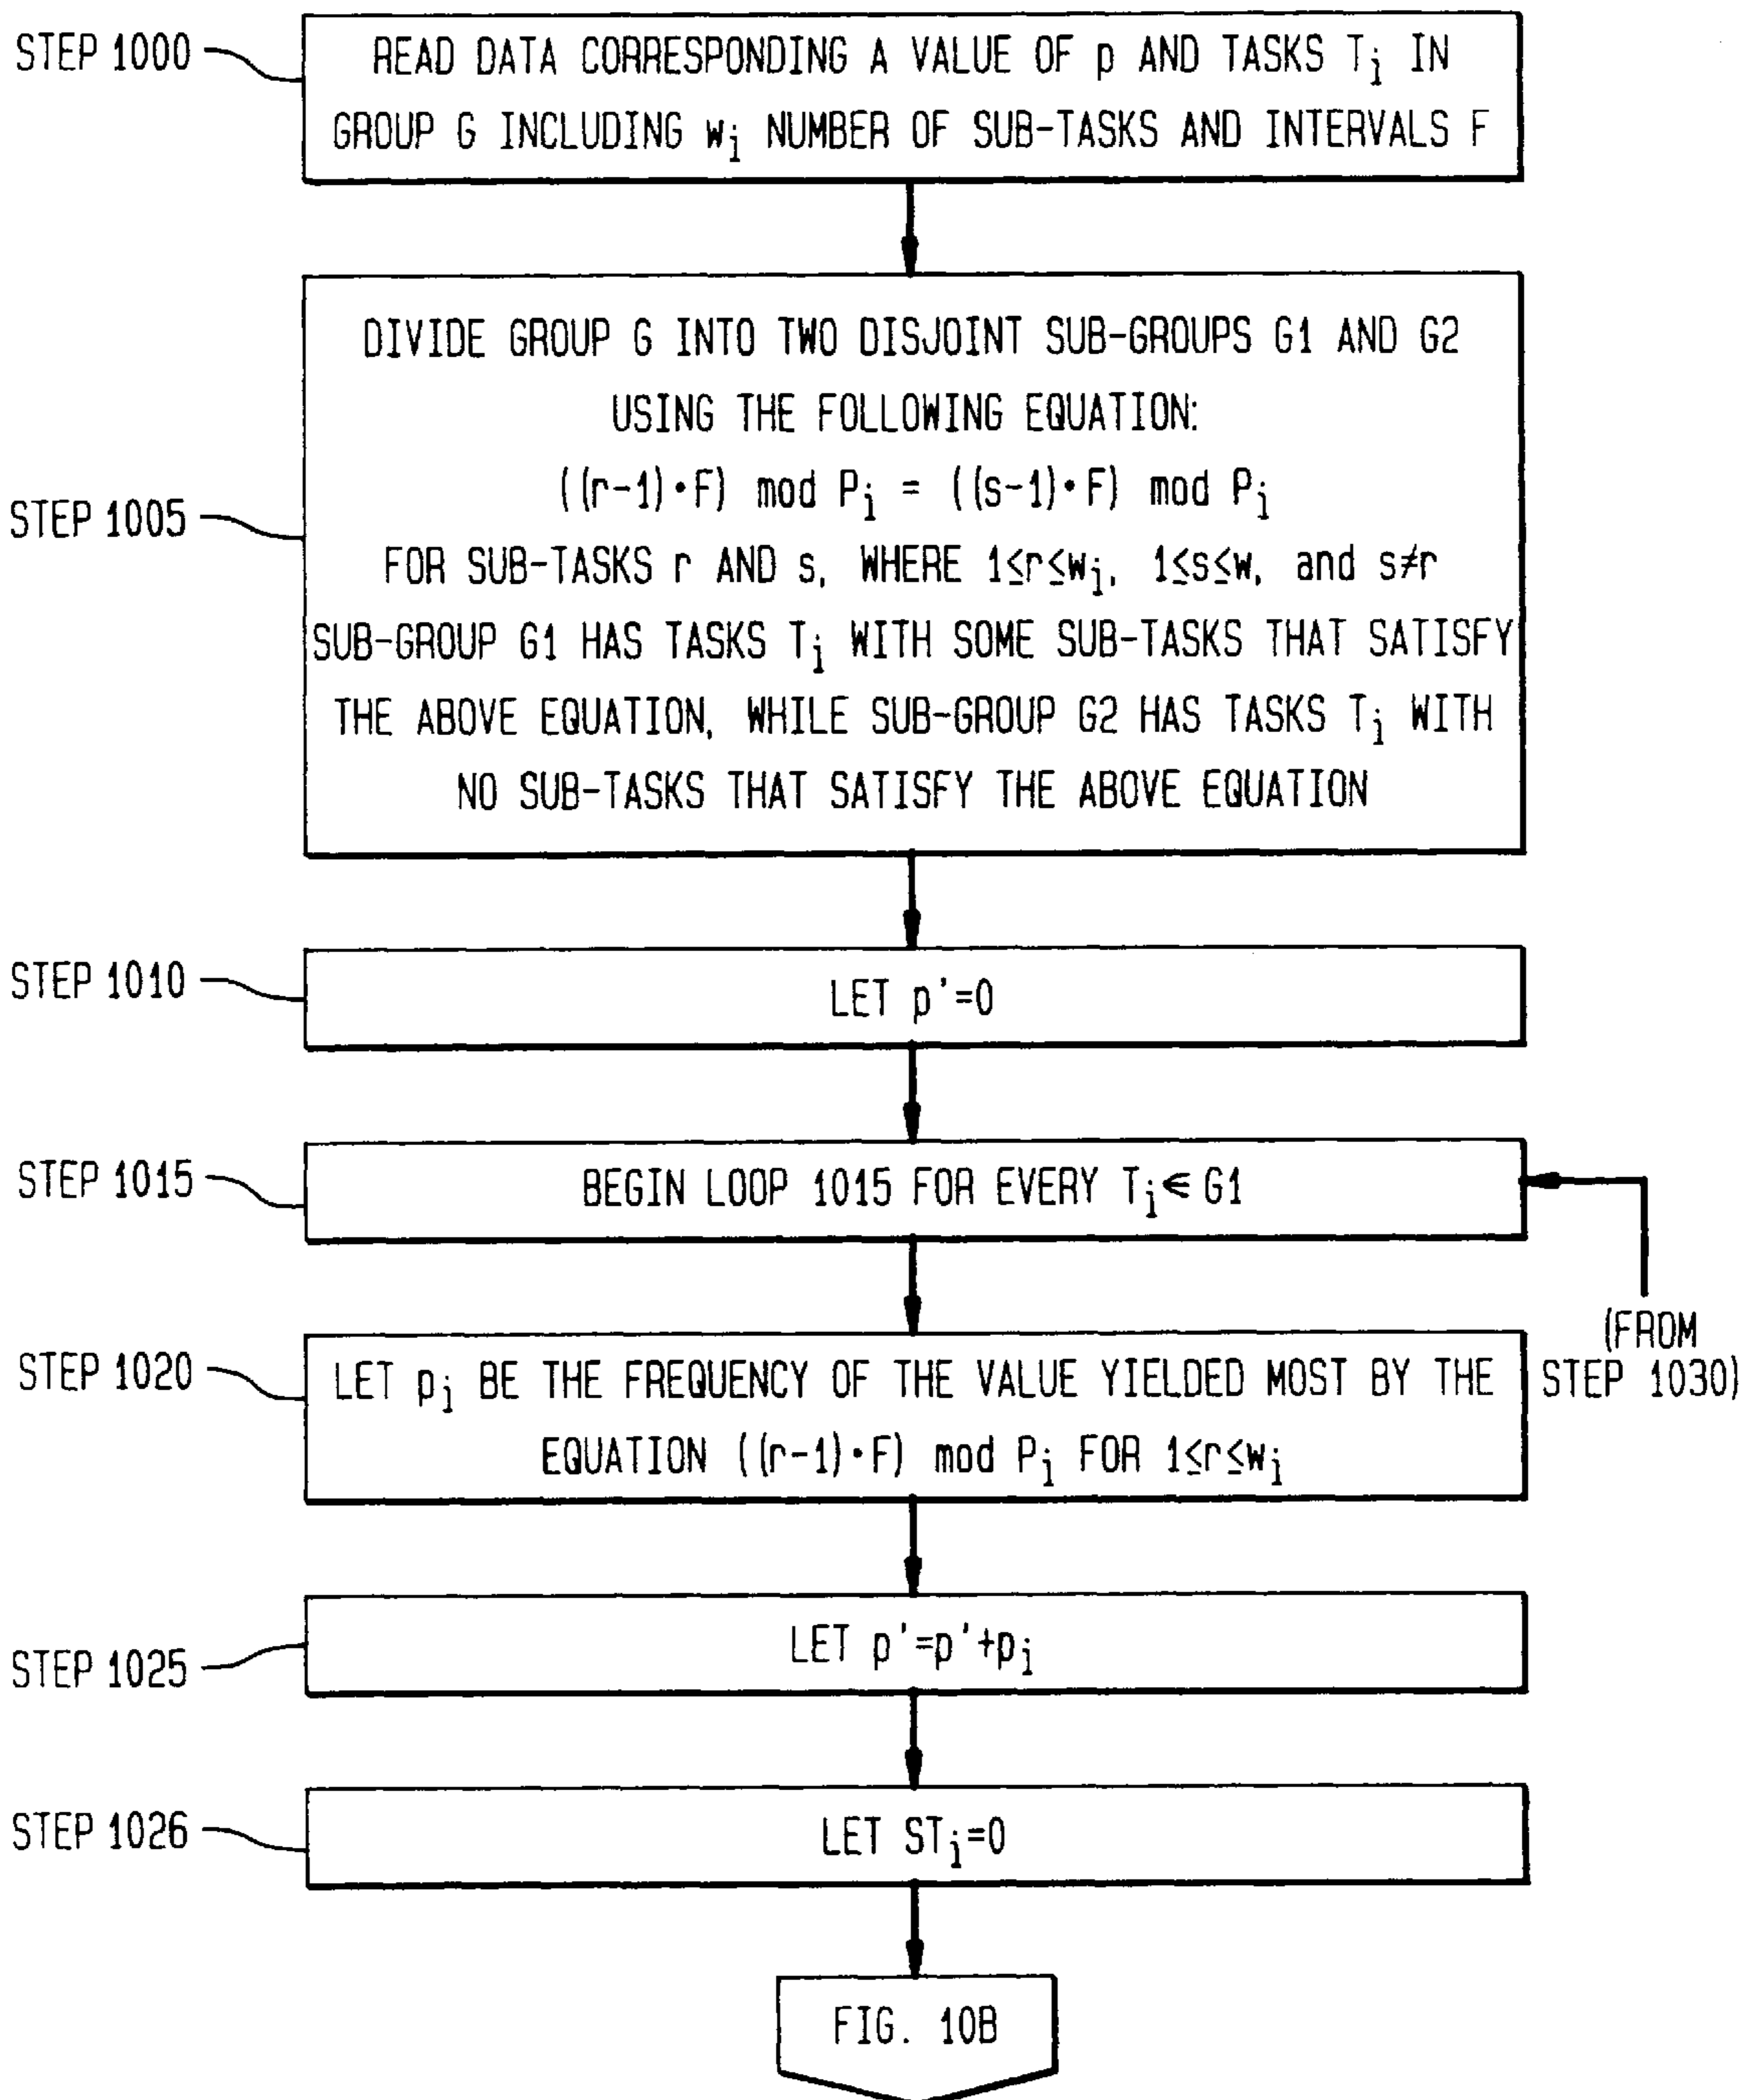 STEP 1000
READ DATA CORRESPONDING A VALUE OF p AND TASKS Ti IN
GROUP G INCLUDING wi NUMBER OF SUB-TASKS AND INTERVALS F
STEP 1005
DIVIDE GROUP G INTO TWO DISJOINT SUB-GROUPS G1 AND G2
USING THE FOLLOWING EQUATION:
((r-1)•F) mod Pi = ((s-1)•F) mod Pi
FOR SUB-TASKS r AND s, WHERE 1≤r≤wi, 1≤s≤w, and s≠r
SUB-GROUP G1 HAS TASKS Ti WITH SOME SUB-TASKS THAT SATISFY
THE ABOVE EQUATION, WHILE SUB-GROUP G2 HAS TASKS Ti WITH
NO SUB-TASKS THAT SATISFY THE ABOVE EQUATION
STEP 1010
LET p'=0
STEP 1015
BEGIN LOOP 1015 FOR EVERY Ti∈G1
(FROM
STEP 1030)
STEP 1020
LET pi BE THE FREQUENCY OF THE VALUE YIELDED MOST BY THE
EQUATION ((r-1)•F) mod Pi FOR 1≤r≤wi
STEP 1025
LET p'=p'+pi
STEP 1026
LET STi=0
FIG. 10B